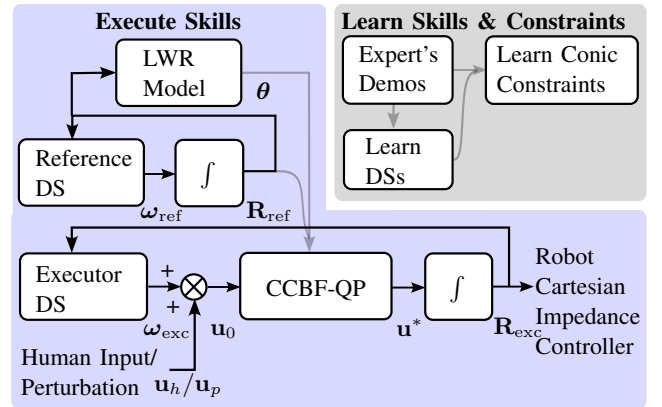 Execute Skills
Learn Skills & Constraints
LWR
Model
θ
Expert's
Demos
Learn Conic
Constraints
Learn
DSs
Reference
DS
ω_ref
∫
R_ref
Executor
DS
+
+
ω_exc
u_0
CCBF-QP
u*
∫
R_exc
Robot
Cartesian
Impedance
Controller
Human Input/
Perturbation
u_h/u_p